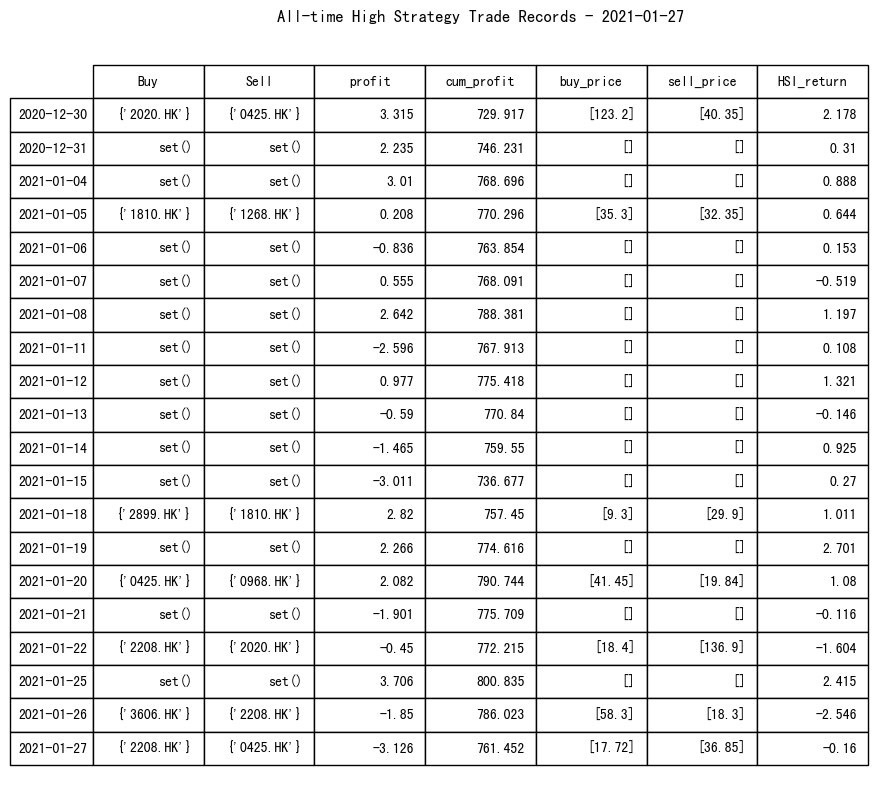 All-time High Strategy Trade Records - 2021-01-27
Buy Sell profit cum_profit buy_price sell_price HSI_return
2020-12-30 {'2020.HK'} {'0425.HK'} 3.315 729.917 [123.2] [40.35] 2.178
2020-12-31 set() set() 2.235 746.231 [] [] 0.31
2021-01-04 set() set() 3.01 768.696 [] [] 0.888
2021-01-05 {'1810.HK'} {'1268.HK'} 0.208 770.296 [35.3] [32.35] 0.644
2021-01-06 set() set() -0.836 763.854 [] [] 0.153
2021-01-07 set() set() 0.555 768.091 [] [] -0.519
2021-01-08 set() set() 2.642 788.381 [] [] 1.197
2021-01-11 set() set() -2.596 767.913 [] [] 0.108
2021-01-12 set() set() 0.977 775.418 [] [] 1.321
2021-01-13 set() set() -0.59 770.84 [] [] -0.146
2021-01-14 set() set() -1.465 759.55 [] [] 0.925
2021-01-15 set() set() -3.011 736.677 [] [] 0.27
2021-01-18 {'2899.HK'} {'1810.HK'} 2.82 757.45 [9.3] [29.9] 1.011
2021-01-19 set() set() 2.266 774.616 [] [] 2.701
2021-01-20 {'0425.HK'} {'0968.HK'} 2.082 790.744 [41.45] [19.84] 1.08
2021-01-21 set() set() -1.901 775.709 [] [] -0.116
2021-01-22 {'2208.HK'} {'2020.HK'} -0.45 772.215 [18.4] [136.9] -1.604
2021-01-25 set() set() 3.706 800.835 [] [] 2.415
2021-01-26 {'3606.HK'} {'2208.HK'} -1.85 786.023 [58.3] [18.3] -2.546
2021-01-27 {'2208.HK'} {'0425.HK'} -3.126 761.452 [17.72] [36.85] -0.16